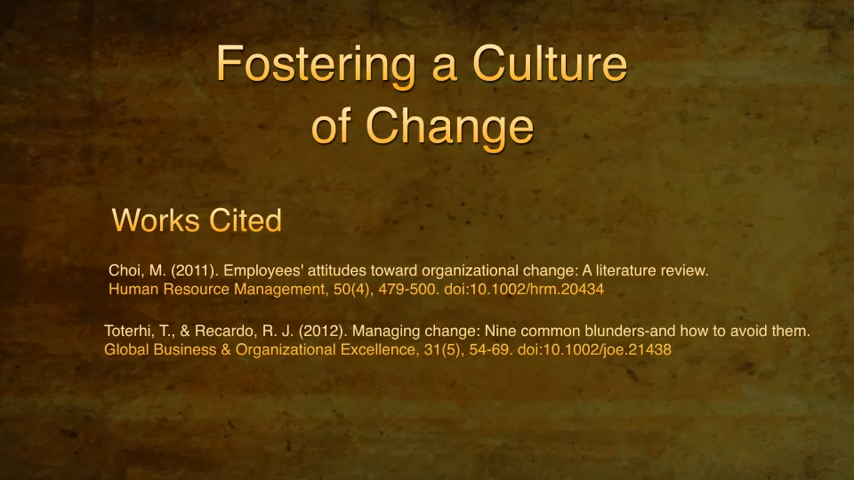 Fostering a Culture
of Change
Works Cited
Choi, M. (2011). Employees' attitudes toward organizational change: A literature review.
Human Resource Management, 50(4), 479-500. doi:10.1002/hrm.20434
Toterhi, T., & Recardo, R. J. (2012). Managing change: Nine common blunders-and how to avoid them.
Global Business & Organizational Excellence, 31(5), 54-69. doi:10.1002/joe.21438